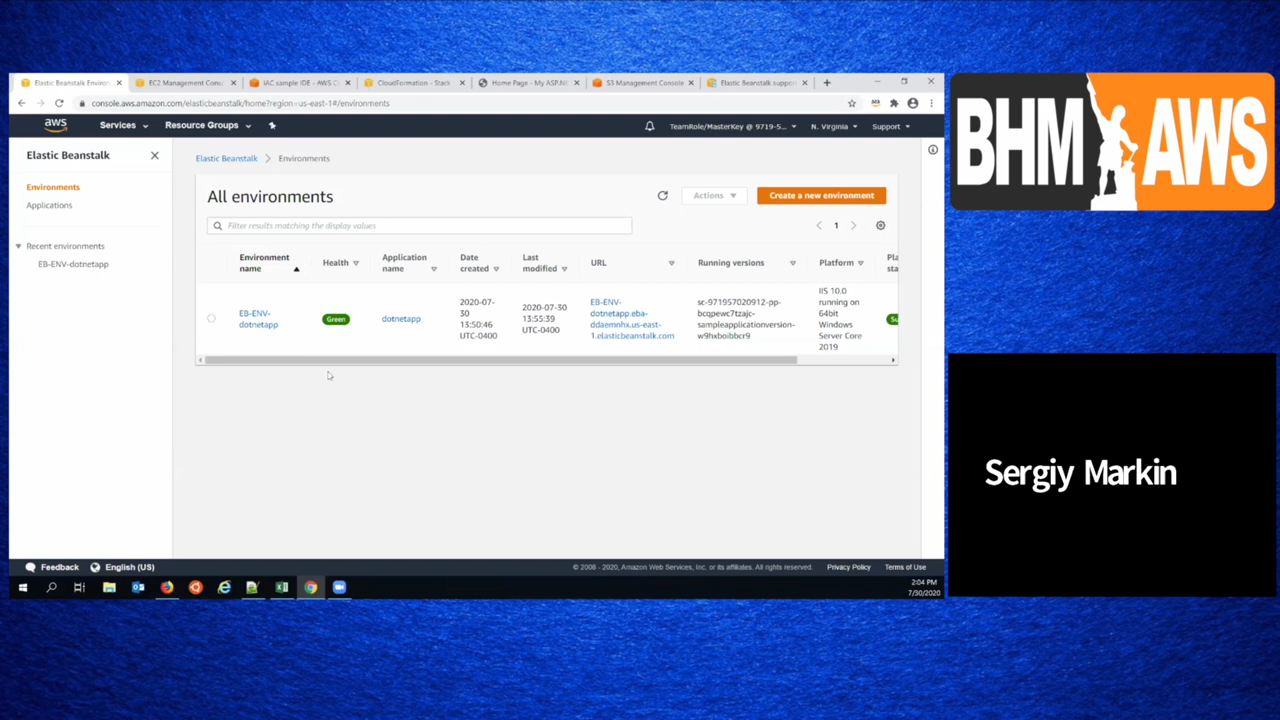 Elastic Beanstalk Environ
EC2 Management Conso
IAC sample IDE - AWS C
CloudFormation - Stack
Home Page - My ASP.NE
S3 Management Console
Elastic Beanstalk suppor
console.aws.amazon.com/elasticbeanstalk/home?region=us-east-1#/environments
aws
Services
Resource Groups
TeamRole/MasterKey @ 9719-5...
N. Virginia
Support
Elastic Beanstalk
Environments
Applications
Recent environments
EB-ENV-dotnetapp
Elastic Beanstalk > Environments
All environments
Actions
Create a new environment
Filter results matching the display values
1
Environment
name
Health
Application
name
Date
created
Last
modified
URL
Running versions
Platform
Pla
sta
EB-ENV-
dotnetapp
Green
dotnetapp
2020-07-
30
13:50:46
UTC-0400
2020-07-30
13:55:39
UTC-0400
EB-ENV-
dotnetapp.eba-
ddaemnhx.us-east-
1.elasticbeanstalk.com
sc-971957020912-pp-
bcqpewc7tzajc-
sampleapplicationversion-
w9hxboibbcr9
IIS 10.0
running on
64bit
Windows
Server Core
2019
Su
Feedback
English (US)
© 2008 - 2020, Amazon Web Services, Inc. or its affiliates. All rights reserved.
Privacy Policy
Terms of Use
2:04 PM
7/30/2020
BHM AWS
Sergiy Markin